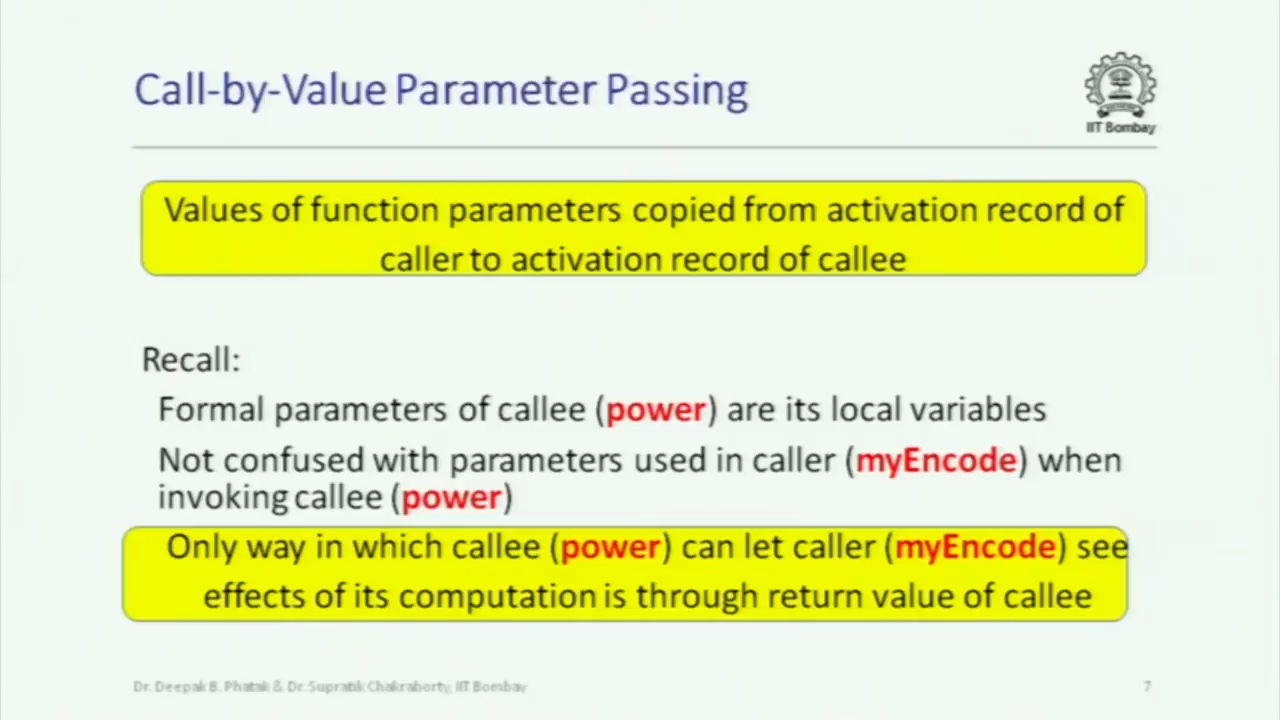 Call-by-Value Parameter Passing
IIT Bombay
Values of function parameters copied from activation record of
caller to activation record of callee
Recall:
Formal parameters of callee (power) are its local variables
Not confused with parameters used in caller (myEncode) when
invoking callee (power)
Only way in which callee (power) can let caller (myEncode) see
effects of its computation is through return value of callee
Dr. Deepak B. Phatak & Dr. Supratik Chakraborty, IIT Bombay
7